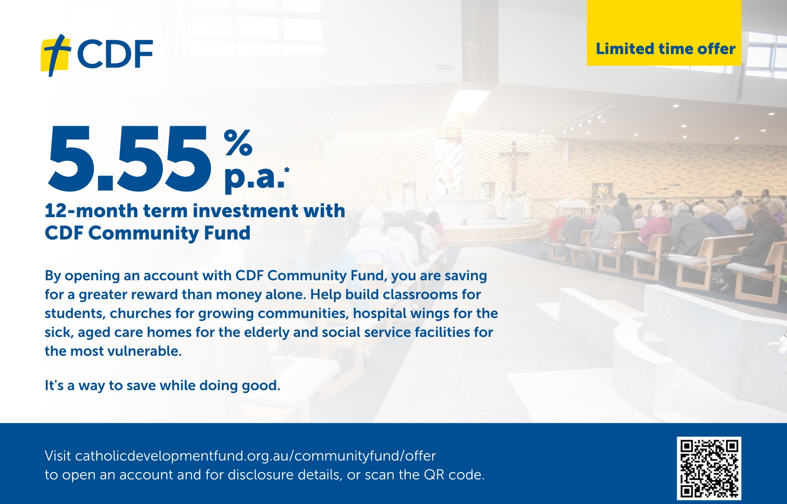 CDF
Limited time offer
5.55 % p.a.*
12-month term investment with
CDF Community Fund
By opening an account with CDF Community Fund, you are saving
for a greater reward than money alone. Help build classrooms for
students, churches for growing communities, hospital wings for the
sick, aged care homes for the elderly and social service facilities for
the most vulnerable.
It's a way to save while doing good.
Visit catholicdevelopmentfund.org.au/communityfund/offer
to open an account and for disclosure details, or scan the QR code.